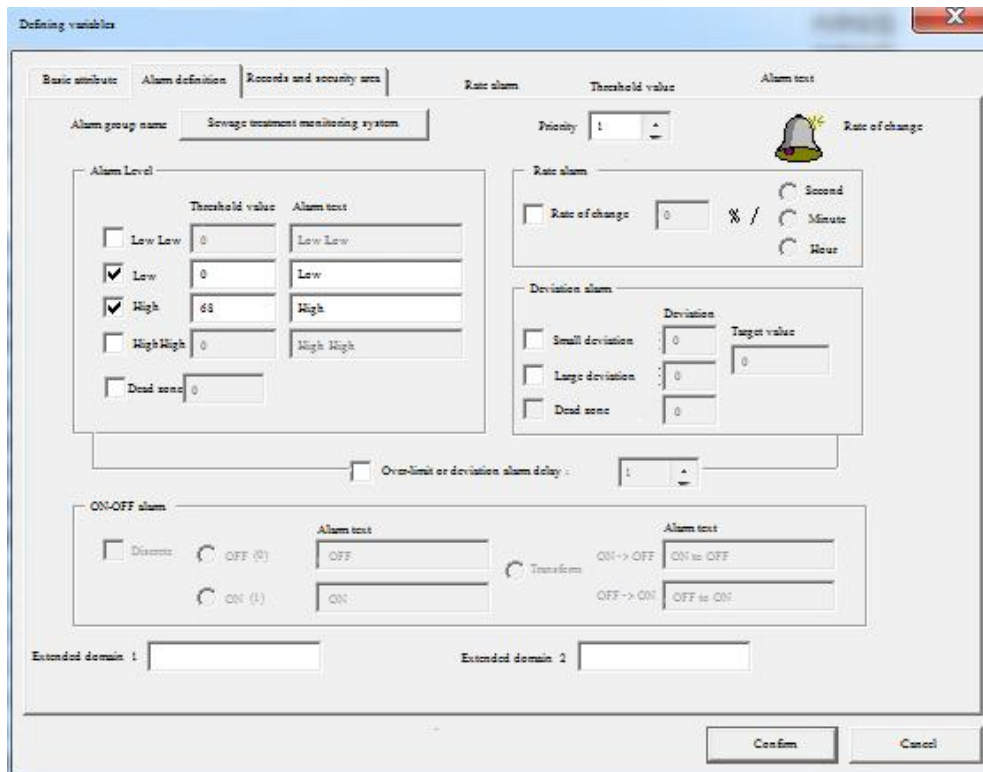 Defining variables
X
Basic attribute Alarm definition Records and security area Rate alarm Threshold value Alarm text
Alarm group name Sewage treatment monitoring system Priority 1 Rate of change
Alarm Level
Threshold value Alarm text
Low Low 0 Low Low
Low 0 Low
High 68 High
High High 0 High High
Dead zone 0
Rate alarm
Rate of change 0 % / Second
Minute
Hour
Deviation alarm
Deviation
Small deviation : 0 Target value
0
Large deviation : 0
Dead zone 0
Over-limit or deviation alarm delay : 1
ON-OFF alarm
Alarm text Alarm text
Discrete OFF (0) OFF Transform ON -> OFF ON to OFF
ON (1) ON OFF -> ON OFF to ON
Extended domain 1 Extended domain 2
Confirm Cancel